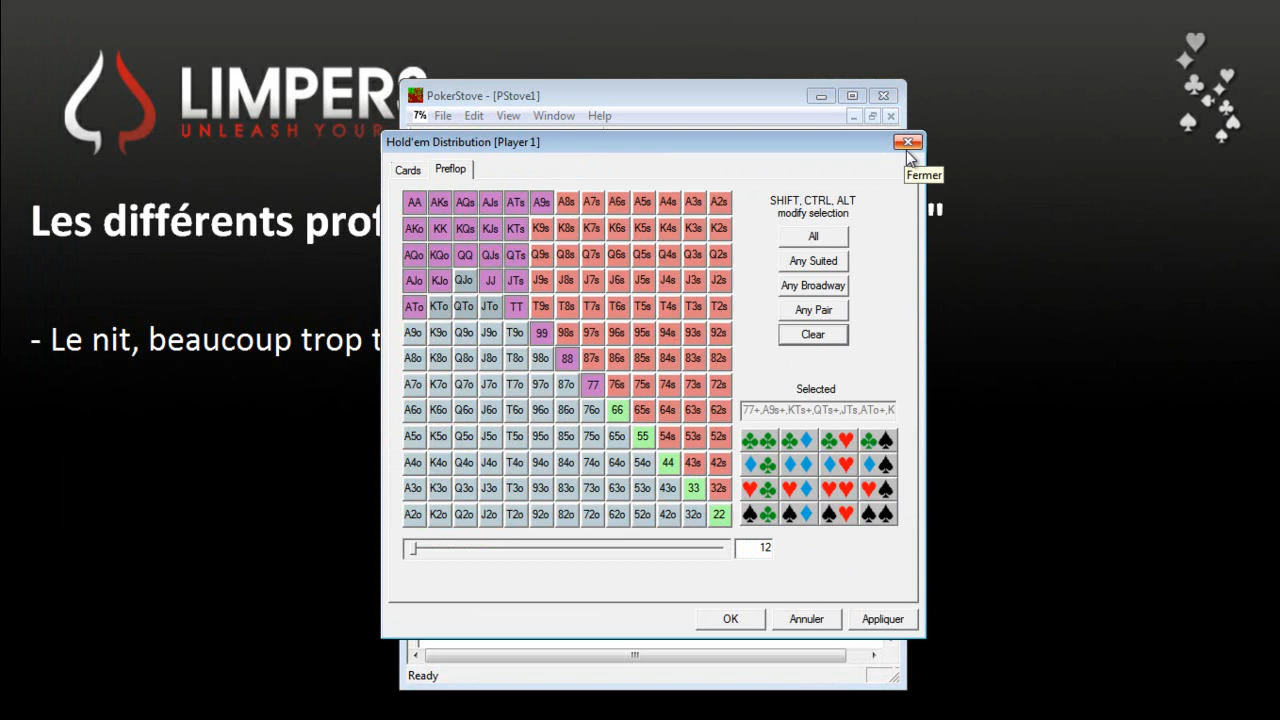 LIMPERS
UNLEASH YOUR
PokerStove - [PStove1]
7% File Edit View Window Help
Hold'em Distribution [Player1]
Fermer
Cards Preflop
Les différents prof "
- Le nit, beaucoup trop t
AA AKs AQs AJs ATs A9s A8s A7s A6s A5s A4s A3s A2s
AKo KK KQs KJs KTs K9s K8s K7s K6s K5s K4s K3s K2s
AQo KQo QQ QJs QTs Q9s Q8s Q7s Q6s Q5s Q4s Q3s Q2s
AJo KJo QJo JJ JTs J9s J8s J7s J6s J5s J4s J3s J2s
ATo KTo QTo JTo TT T9s T8s T7s T6s T5s T4s T3s T2s
A9o K9o Q9o J9o T9o 99 98s 97s 96s 95s 94s 93s 92s
A8o K8o Q8o J8o T8o 98o 88 87s 86s 85s 84s 83s 82s
A7o K7o Q7o J7o T7o 97o 87o 77 76s 75s 74s 73s 72s
A6o K6o Q6o J6o T6o 96o 86o 76o 66 65s 64s 63s 62s
A5o K5o Q5o J5o T5o 95o 85o 75o 65o 55 54s 53s 52s
A4o K4o Q4o J4o T4o 94o 84o 74o 64o 54o 44 43s 42s
A3o K3o Q3o J3o T3o 93o 83o 73o 63o 53o 43o 33 32s
A2o K2o Q2o J2o T2o 92o 82o 72o 62o 52o 42o 32o 22
SHIFT, CTRL, ALT
modify selection
All
Any Suited
Any Broadway
Any Pair
Clear
Selected
77+,A9s+,KTs+,QTs+,JTs,ATo+,K
12
OK Annuler Appliquer
Ready